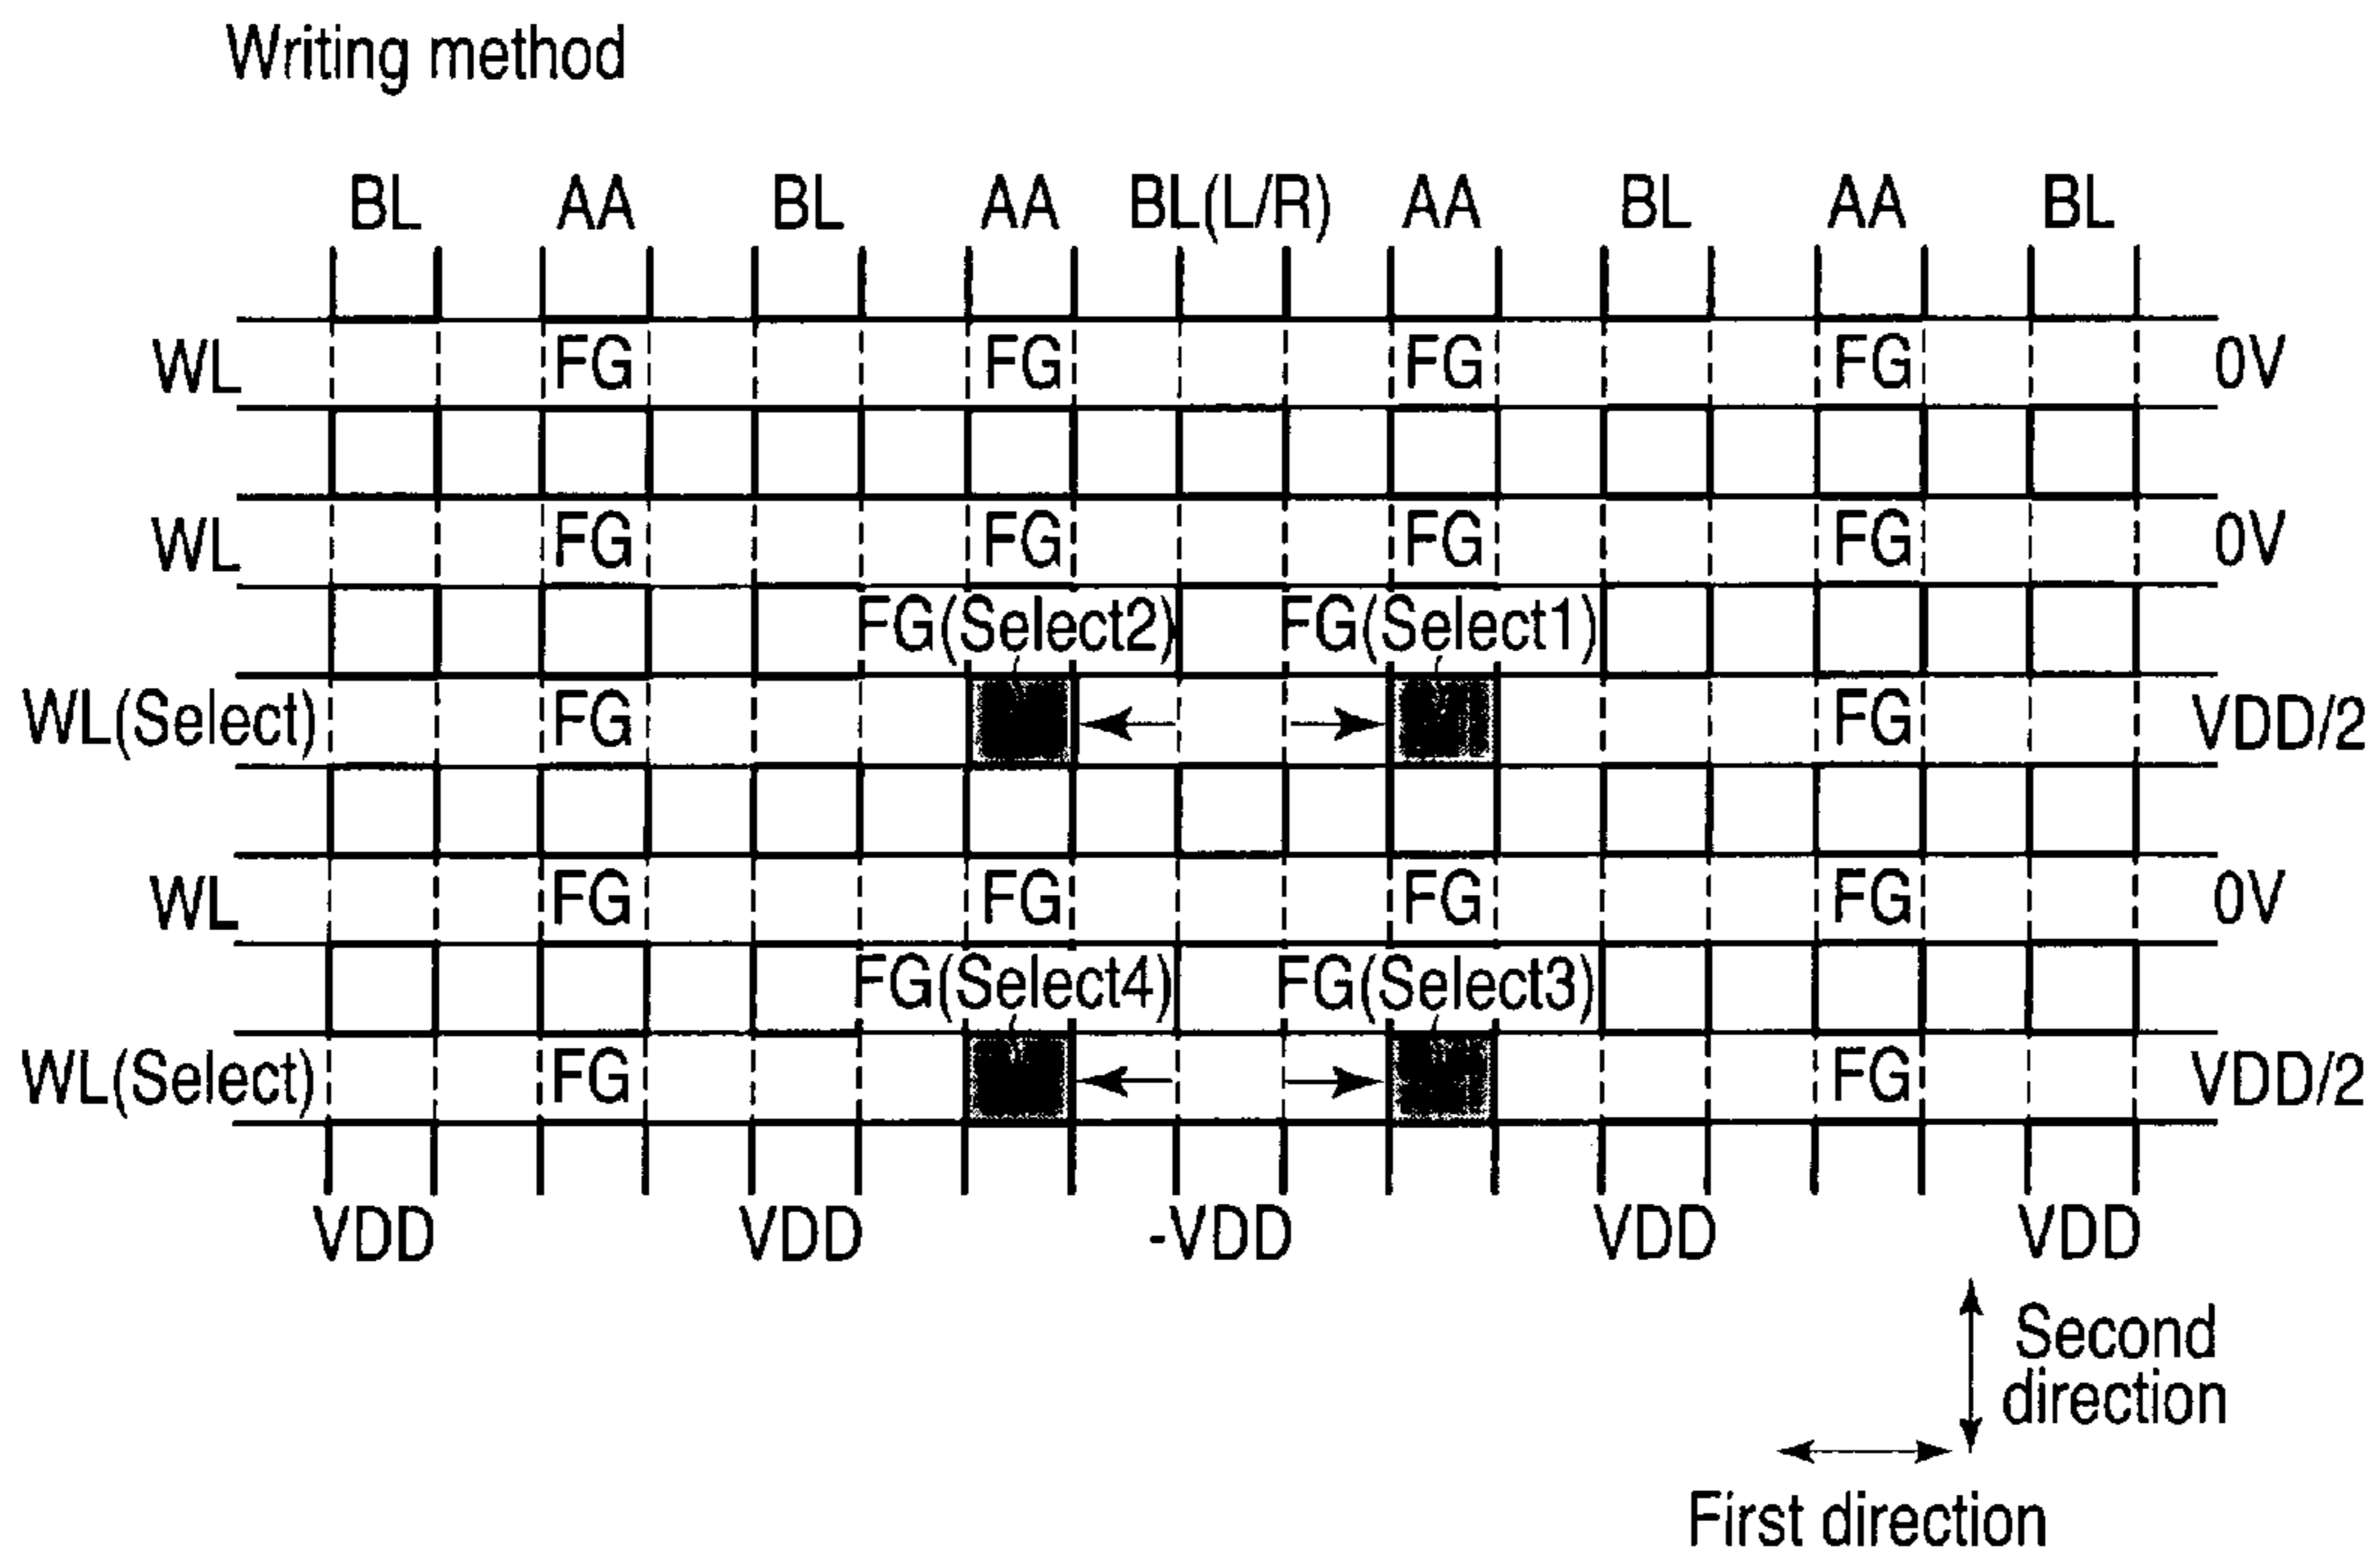 Writing method
BL AA BL AA BL(L/R) AA BL AA BL
WL FG FG FG FG 0V
WL FG FG FG FG 0V
FG(Select2) FG(Select1)
WL(Select) FG FG VDD/2
WL FG FG FG FG 0V
FG(Select4) FG(Select3)
WL(Select) FG FG VDD/2
VDD VDD -VDD VDD VDD
Second
direction
First direction